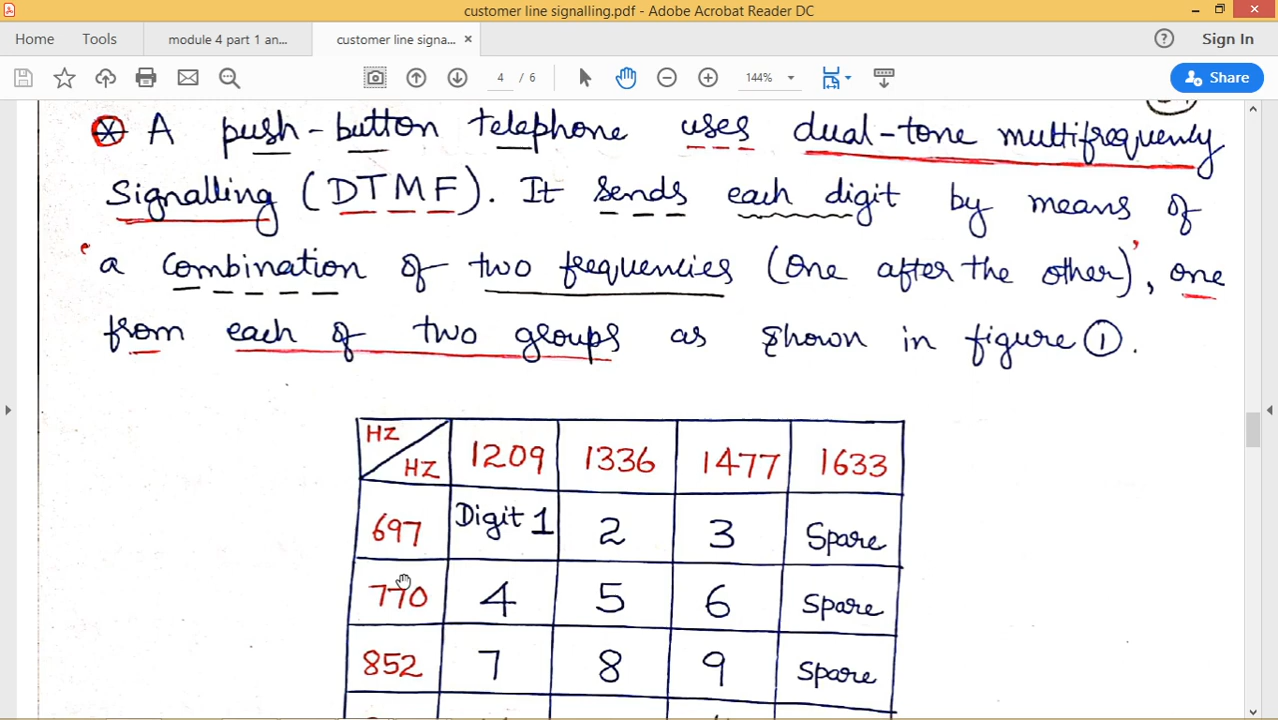 customer line signalling.pdf - Adobe Acrobat Reader DC
Home Tools module 4 part 1 an... customer line signa... Sign In
4 / 6 144% Share
A push-button telephone uses dual-tone multifrequency
Signalling (DTMF). It sends each digit by means of
a combination of two frequencies (one after the other), one
from each of two groups as shown in figure 1.
HZ HZ 1209 1336 1477 1633
697 Digit 1 2 3 Spare
770 4 5 6 Spare
852 7 8 9 Spare